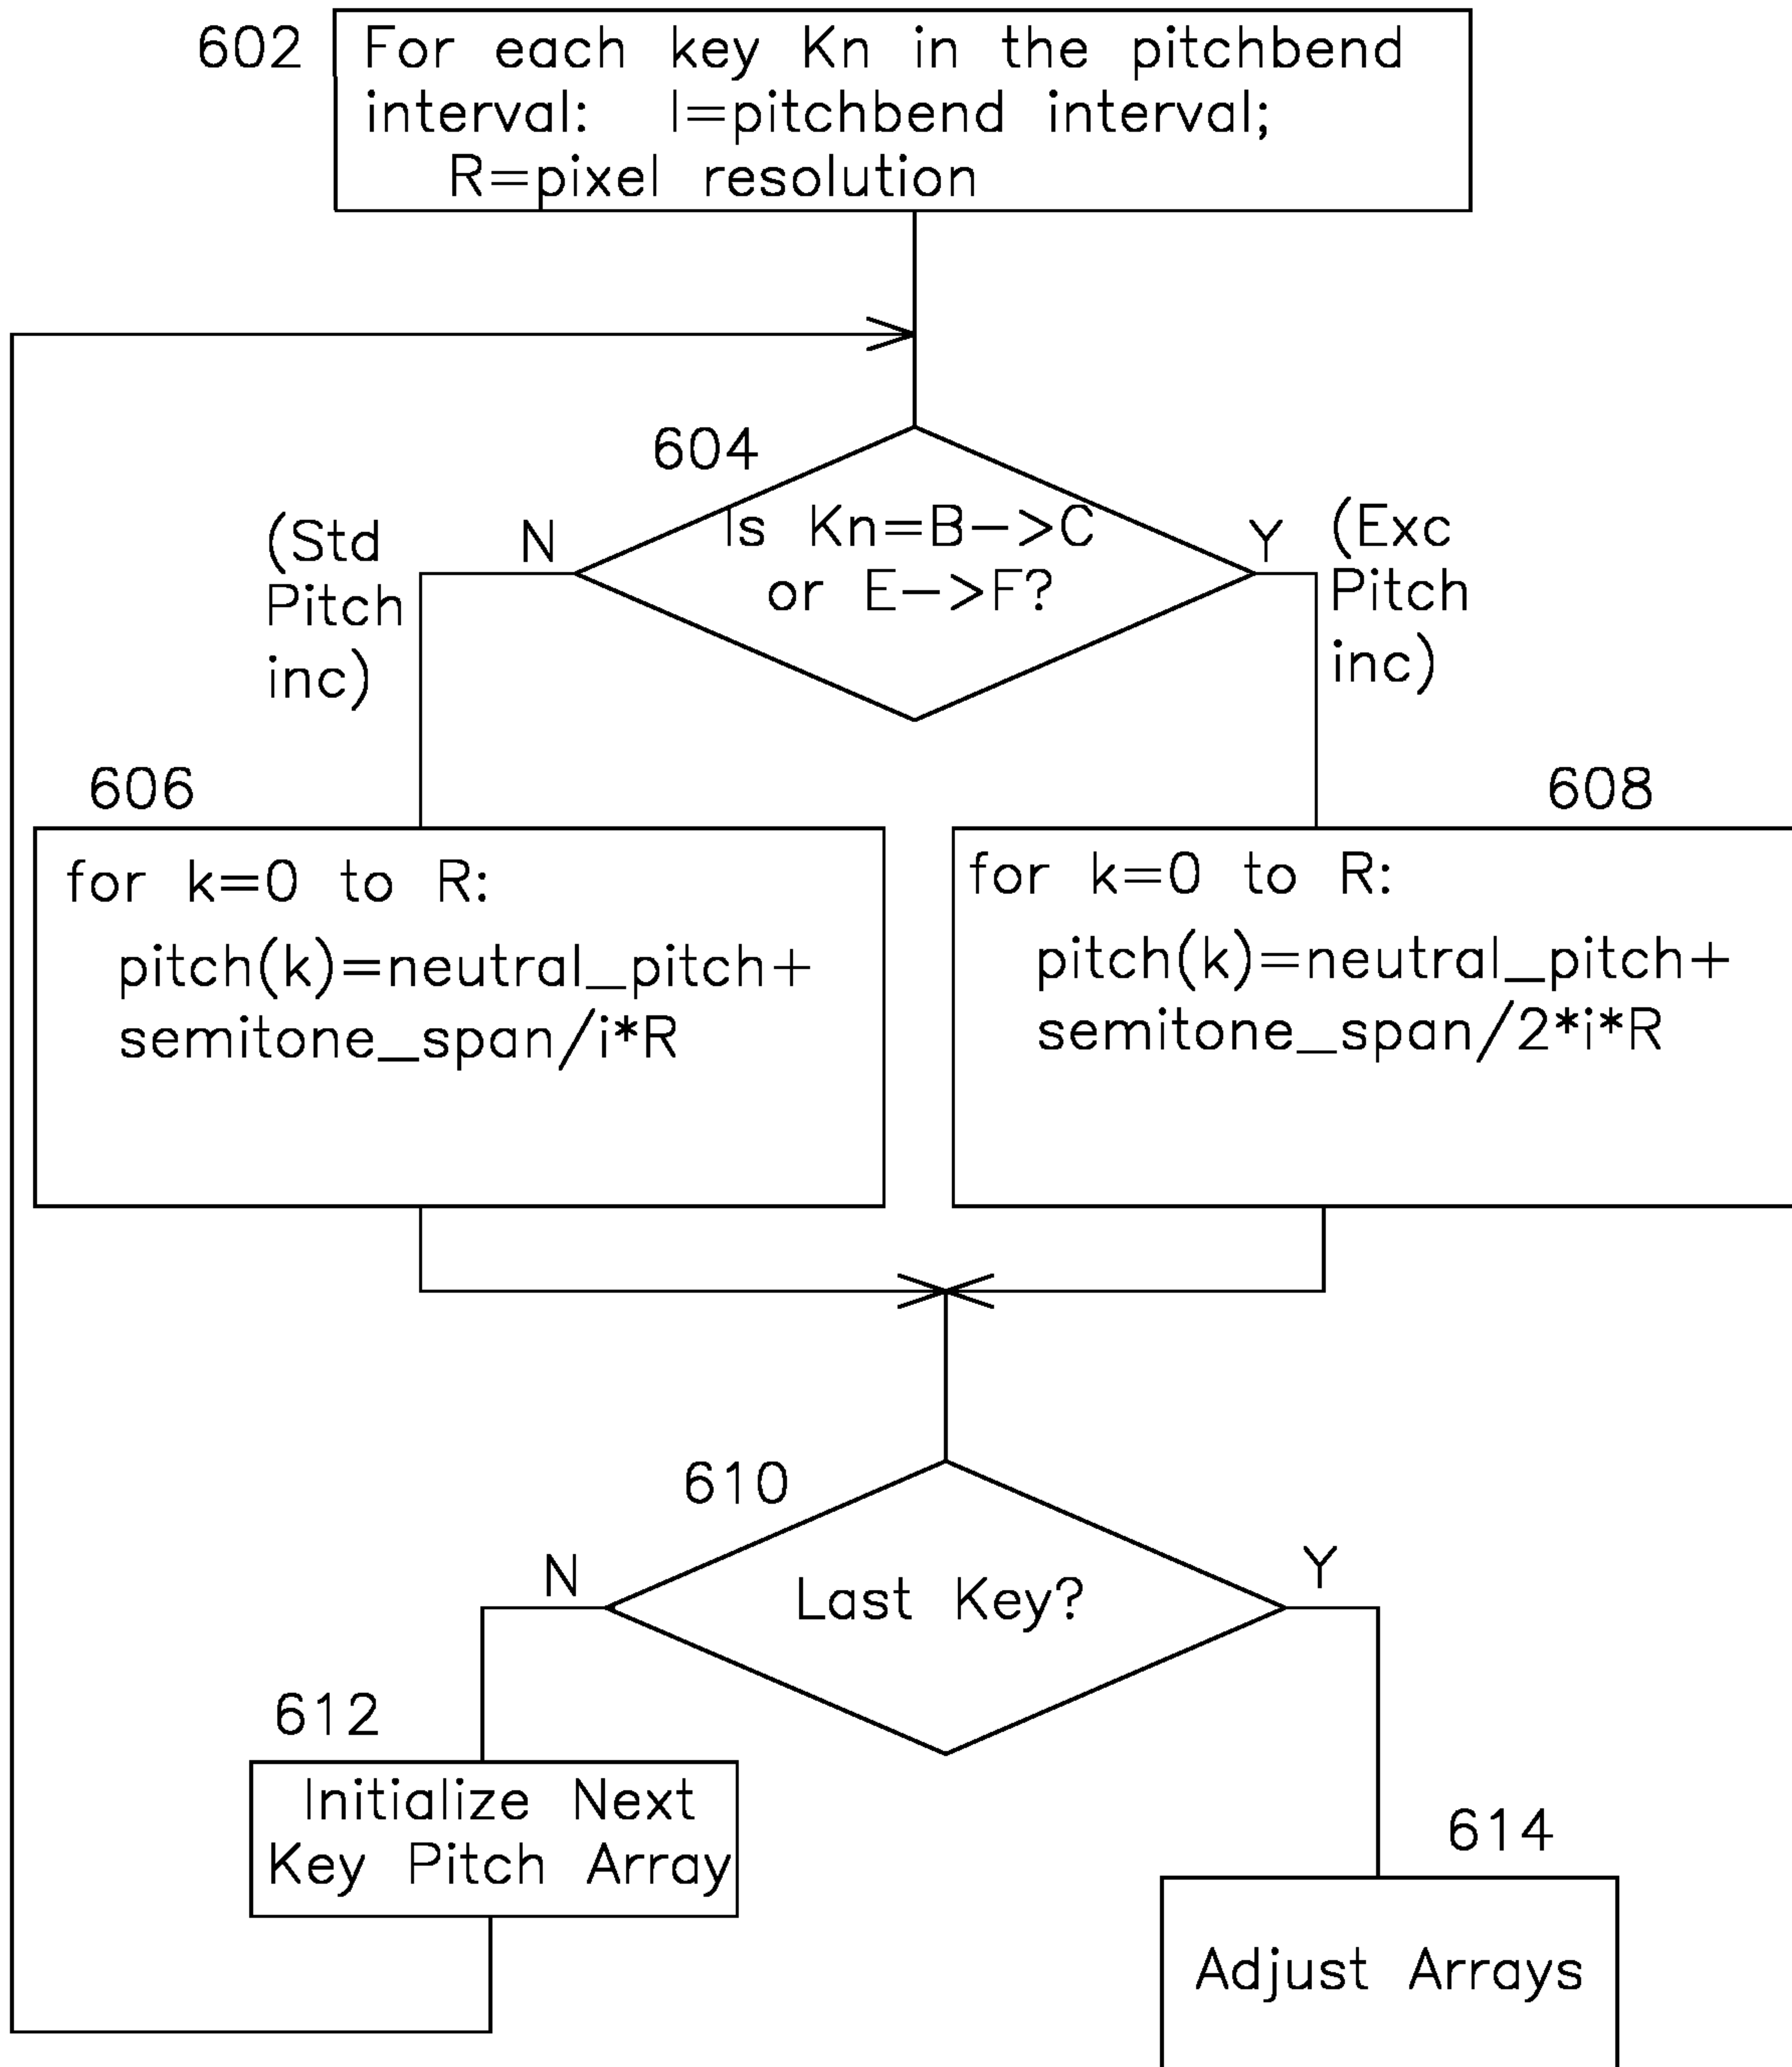 602
For each key Kn in the pitchbend
interval: I=pitchbend interval;
R=pixel resolution
604
Is Kn=B->C
or E->F?
N
(Std
Pitch
inc)
Y
(Exc
Pitch
inc)
606
for k=0 to R:
pitch(k)=neutral_pitch+
semitone_span/i*R
608
for k=0 to R:
pitch(k)=neutral_pitch+
semitone_span/2*i*R
610
Last Key?
N
Y
612
Initialize Next
Key Pitch Array
614
Adjust Arrays